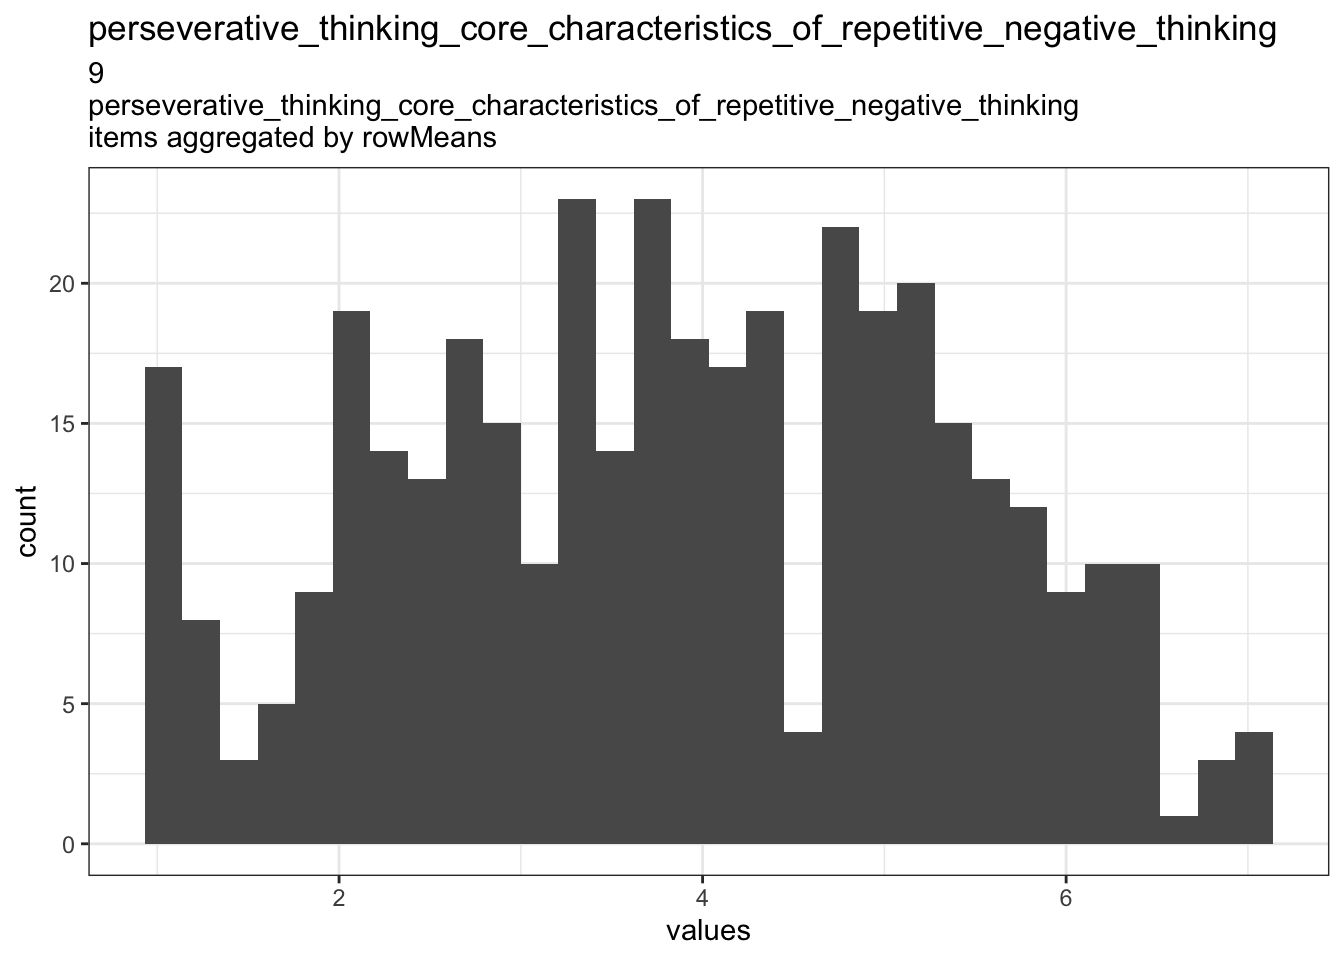 perseverative_thinking_core_characteristics_of_repetitive_negative_thinking
9
perseverative_thinking_core_characteristics_of_repetitive_negative_thinking
items aggregated by rowMeans
20
15
10
5
0
count
2 4 6
values